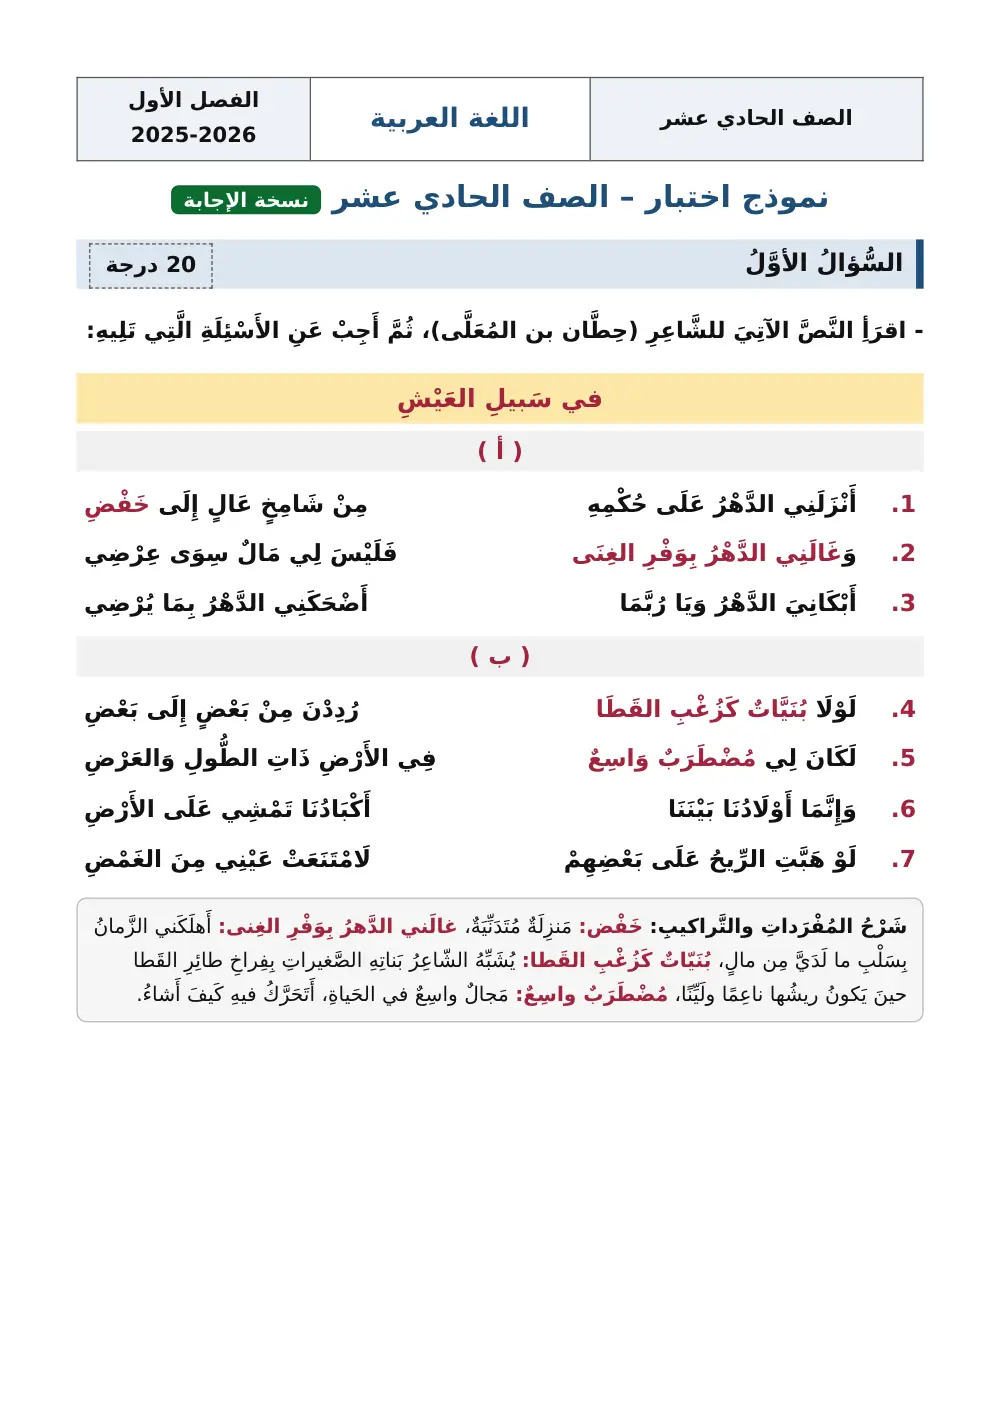 الصف الحادي عشر
اللغة العربية
الفصل الأول
2025-2026
نموذج اختبار – الصف الحادي عشر نسخة الإجابة
السُّؤالُ الأوَّلُ
20 درجة
- اقرَأِ النَّصَّ الآتِيَ للشَّاعِرِ (حِطَّان بن المُعَلَّى)، ثُمَّ أَجِبْ عَنِ الأَسْئِلَةِ الَّتِي تَلِيهِ:
في سَبيلِ العَيْشِ
( أ )
1. أَنْزَلَنِي الدَّهْرُ عَلَى حُكْمِهِ مِنْ شَامِخٍ عَالٍ إِلَى خَفْضِ
2. وَغَالَنِي الدَّهْرُ بِوَفْرِ الغِنَى فَلَيْسَ لِي مَالٌ سِوَى عِرْضِي
3. أَبْكَانِيَ الدَّهْرُ وَيَا رُبَّمَا أَضْحَكَنِي الدَّهْرُ بِمَا يُرْضِي
( ب )
4. لَوْلَا بُنَيَّاتٌ كَزُغْبِ القَطَا رُدِدْنَ مِنْ بَعْضٍ إِلَى بَعْضِ
5. لَكَانَ لِي مُضْطَرَبٌ وَاسِعٌ فِي الأَرْضِ ذَاتِ الطُّولِ وَالعَرْضِ
6. وَإِنَّمَا أَوْلَادُنَا بَيْنَنَا أَكْبَادُنَا تَمْشِي عَلَى الأَرْضِ
7. لَوْ هَبَّتِ الرِّيحُ عَلَى بَعْضِهِمْ لَامْتَنَعَتْ عَيْنِي مِنَ الغَمْضِ
شَرْحُ المُفْرَداتِ والتَّراكيبِ: خَفْض: مَنزِلَةٌ مُتَدَنِّيَةٌ، غالَني الدَّهرُ بِوَفْرِ الغِنى: أَهلَكَني الزَّمانُ
بِسَلْبِ ما لَدَيَّ مِن مالٍ، بُنَيّاتٌ كَزُغْبِ القَطا: يُشَبِّهُ الشّاعِرُ بَناتِهِ الصَّغيراتِ بِفِراخِ طائِرِ القَطا
حينَ يَكونُ ريشُها ناعِمًا ولَيِّنًا، مُضْطَرَبٌ واسِعٌ: مَجالٌ واسِعٌ في الحَياةِ، أَتَحَرَّكُ فيهِ كَيفَ أَشاءُ.